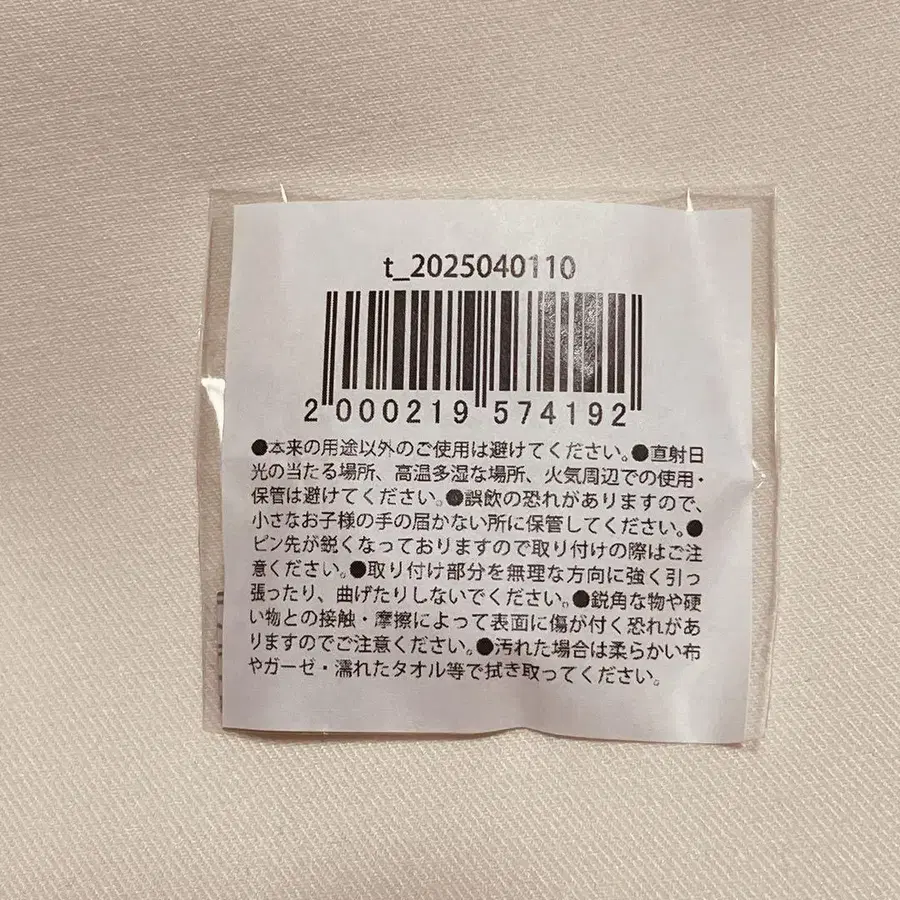 t_2025040110
2 000219 574192
●本来の用途以外のご使用は避けてください。●直射日
光の当たる場所、高温多湿な場所、火気周辺での使用・
保管は避けてください。●誤飲の恐れがありますので、
小さなお子様の手の届かない所に保管してください。●
ピン先が鋭くなっておりますので取り付けの際はご注
意ください。●取り付け部分を無理な方向に強く引っ
張ったり、曲げたりしないでください。●鋭角な物や硬
い物との接触・摩擦によって表面に傷が付く恐れがあ
りますのでご注意ください。●汚れた場合は柔らかい布
やガーゼ・濡れたタオル等で拭き取ってください。